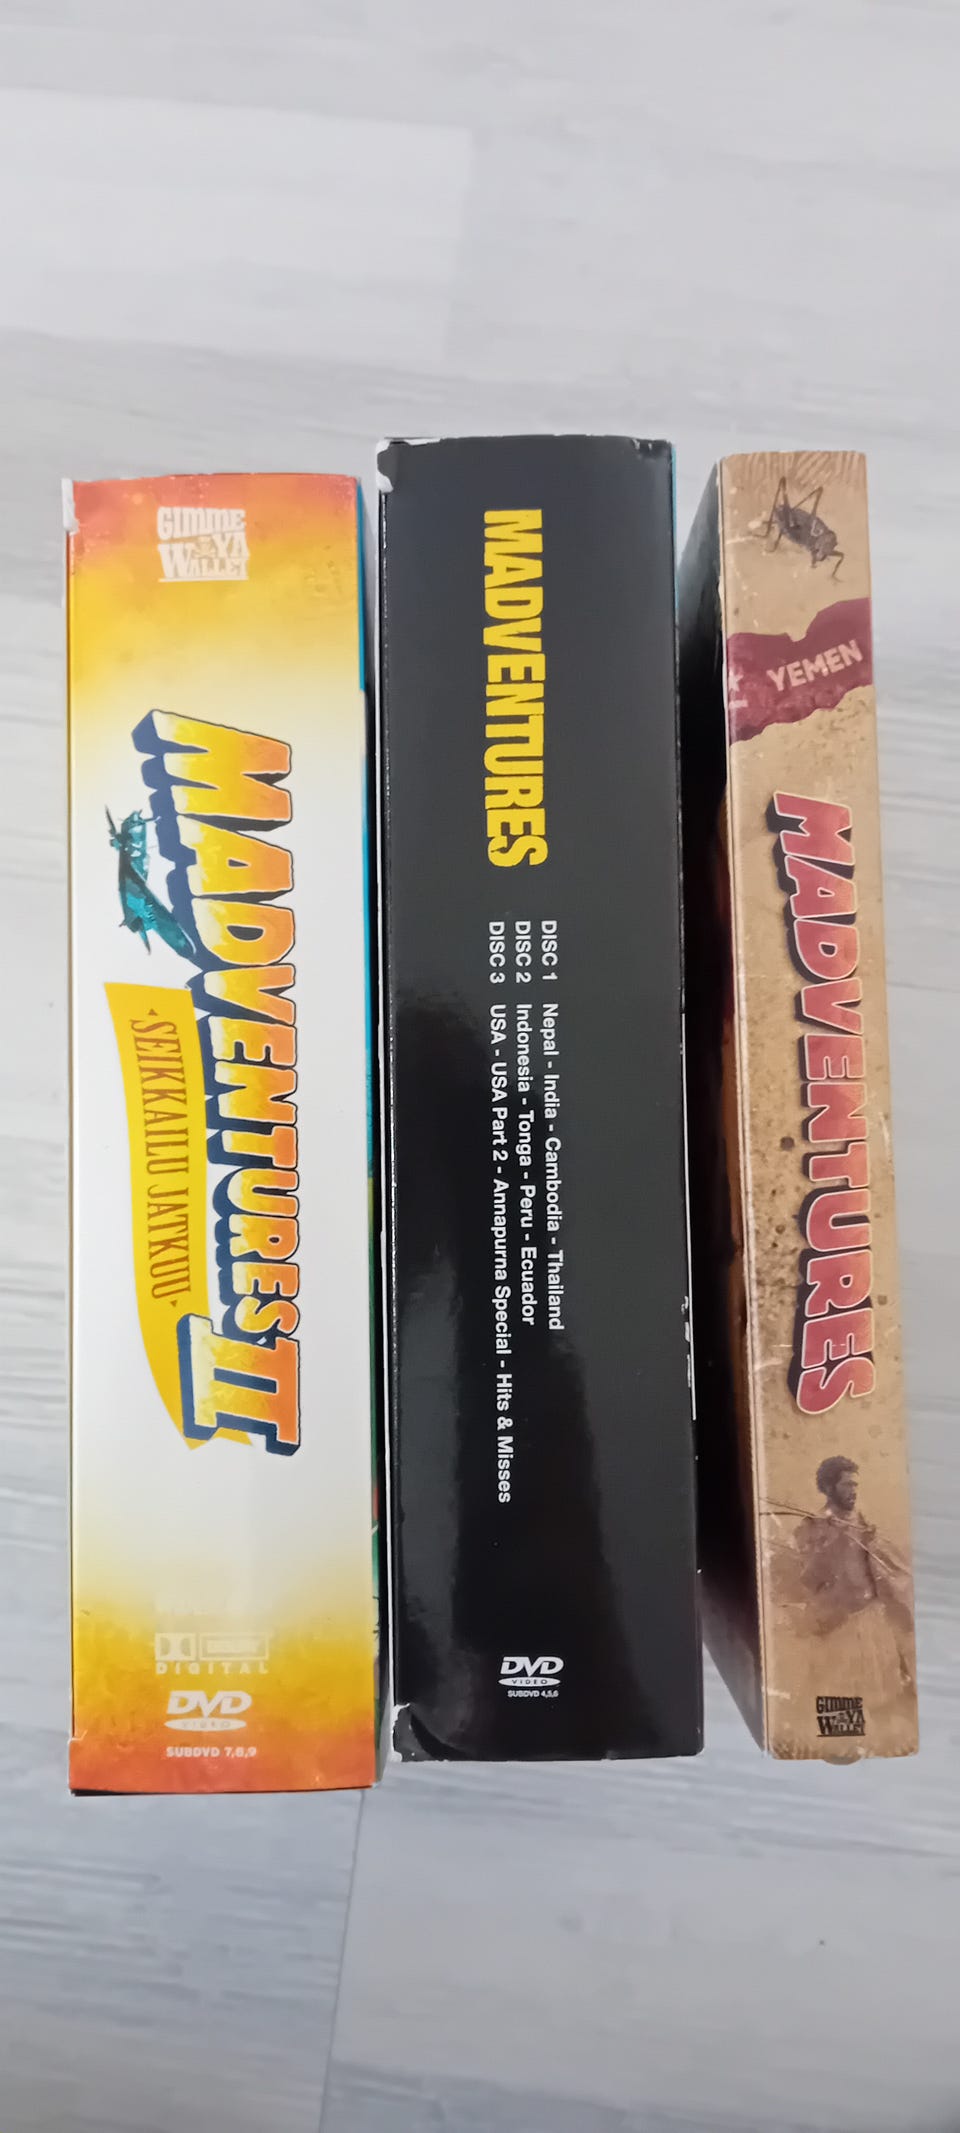 GIMME
YA
WALLET
MADVENTURES II
SEIKKAILU JATKUU
DIGITAL
DVD
VIDEO
SUBDVD 7,8,9
MADVENTURES
DISC 1 Nepal - India - Cambodia - Thailand
DISC 2 Indonesia - Tonga - Peru - Ecuador
DISC 3 USA - USA Part 2 - Annapurna Special - Hits & Misses
DVD
VIDEO
SUBDVD 4,5,6
YEMEN
MADVENTURES
GIMME
YA
WALLET